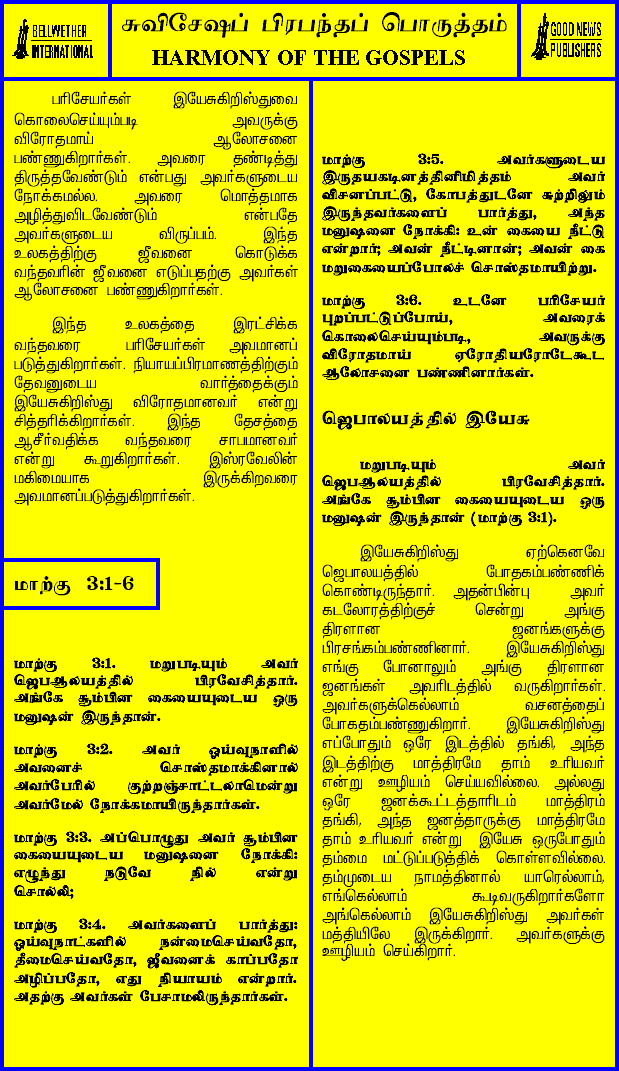 BELLWETHER
INTERNATIONAL
சுவிசேஷப் பிரபந்தப் பொருத்தம்
HARMONY OF THE GOSPELS
GOOD NEWS
PUBLISHERS
பரிசேயர்கள் இயேசுகிறிஸ்துவை
கொலைசெய்யும்படி அவருக்கு
விரோதமாய் ஆலோசனை
பண்ணுகிறார்கள். அவரை தண்டித்து
திருத்தவேண்டும் என்பது அவர்களுடைய
நோக்கமல்ல. அவரை மொத்தமாக
அழித்துவிடவேண்டும் என்பதே
அவர்களுடைய விருப்பம். இந்த
உலகத்திற்கு ஜீவனை கொடுக்க
வந்தவரின் ஜீவனை எடுப்பதற்கு அவர்கள்
ஆலோசனை பண்ணுகிறார்கள்.
இந்த உலகத்தை இரட்சிக்க
வந்தவரை பரிசேயர்கள் அவமானப்
படுத்துகிறார்கள். நியாயப்பிரமாணத்திற்கும்
தேவனுடைய வார்த்தைக்கும்
இயேசுகிறிஸ்து விரோதமானவர் என்று
சித்தரிக்கிறார்கள். இந்த தேசத்தை
ஆசீர்வதிக்க வந்தவரை சாபமானவர்
என்று கூறுகிறார்கள். இஸ்ரவேலின்
மகிமையாக இருக்கிறவரை
அவமானப்படுத்துகிறார்கள்.
மாற்கு 3:1-6
மாற்கு 3:1. மறுபடியும் அவர்
ஜெபஆலயத்தில் பிரவேசித்தார்.
அங்கே சூம்பின கையையுடைய ஒரு
மனுஷன் இருந்தான்.
மாற்கு 3:2. அவர் ஓய்வுநாளில்
அவனைச் சொஸ்தமாக்கினால்
அவர்பேரில் குற்றஞ்சாட்டலாமென்று
அவர்மேல் நோக்கமாயிருந்தார்கள்.
மாற்கு 3:3. அப்பொழுது அவர் சூம்பின
கையையுடைய மனுஷனை நோக்கி:
எழுந்து நடுவே நில் என்று
சொல்லி;
மாற்கு 3:4. அவர்களைப் பார்த்து:
ஓய்வுநாட்களில் நன்மைசெய்வதோ,
தீமைசெய்வதோ, ஜீவனைக் காப்பதோ
அழிப்பதோ, எது நியாயம் என்றார்.
அதற்கு அவர்கள் பேசாமலிருந்தார்கள்.
மாற்கு 3:5. அவர்களுடைய
இருதயகடினத்தினிமித்தம் அவர்
விசனப்பட்டு, கோபத்துடனே சுற்றிலும்
இருந்தவர்களைப் பார்த்து, அந்த
மனுஷனை நோக்கி: உன் கையை நீட்டு
என்றார்; அவன் நீட்டினான்; அவன் கை
மறுகையைப்போலச் சொஸ்தமாயிற்று.
மாற்கு 3:6. உடனே பரிசேயர்
புறப்பட்டுப்போய், அவரைக்
கொலைசெய்யும்படி, அவருக்கு
விரோதமாய் ஏரோதியரோடேகூட
ஆலோசனை பண்ணினார்கள்.
ஜெபாலயத்தில் இயேசு
மறுபடியும் அவர்
ஜெபஆலயத்தில் பிரவேசித்தார்.
அங்கே சூம்பின கையையுடைய ஒரு
மனுஷன் இருந்தான் (மாற்கு 3:1).
இயேசுகிறிஸ்து ஏற்கெனவே
ஜெபாலயத்தில் போதகம்பண்ணிக்
கொண்டிருந்தார். அதன்பின்பு அவர்
கடலோரத்திற்குச் சென்று அங்கு
திரளான ஜனங்களுக்கு
பிரசங்கம்பண்ணினார். இயேசுகிறிஸ்து
எங்கு போனாலும் அங்கு திரளான
ஜனங்கள் அவரிடத்தில் வருகிறார்கள்.
அவர்களுக்கெல்லாம் வசனத்தைப்
போகதம்பண்ணுகிறார். இயேசுகிறிஸ்து
எப்போதும் ஒரே இடத்தில் தங்கி, அந்த
இடத்திற்கு மாத்திரமே தாம் உரியவர்
என்று ஊழியம் செய்யவில்லை. அல்லது
ஒரே ஜனக்கூட்டத்தாரிடம் மாத்திரம்
தங்கி, அந்த ஜனத்தாருக்கு மாத்திரமே
தாம் உரியவர் என்று இயேசு ஒருபோதும்
தம்மை மட்டுப்படுத்திக் கொள்ளவில்லை.
தம்முடைய நாமத்தினால் யாரெல்லாம்,
எங்கெல்லாம் கூடிவருகிறார்களோ
அங்கெல்லாம் இயேசுகிறிஸ்து அவர்கள்
மத்தியிலே இருக்கிறார். அவர்களுக்கு
ஊழியம் செய்கிறார்.